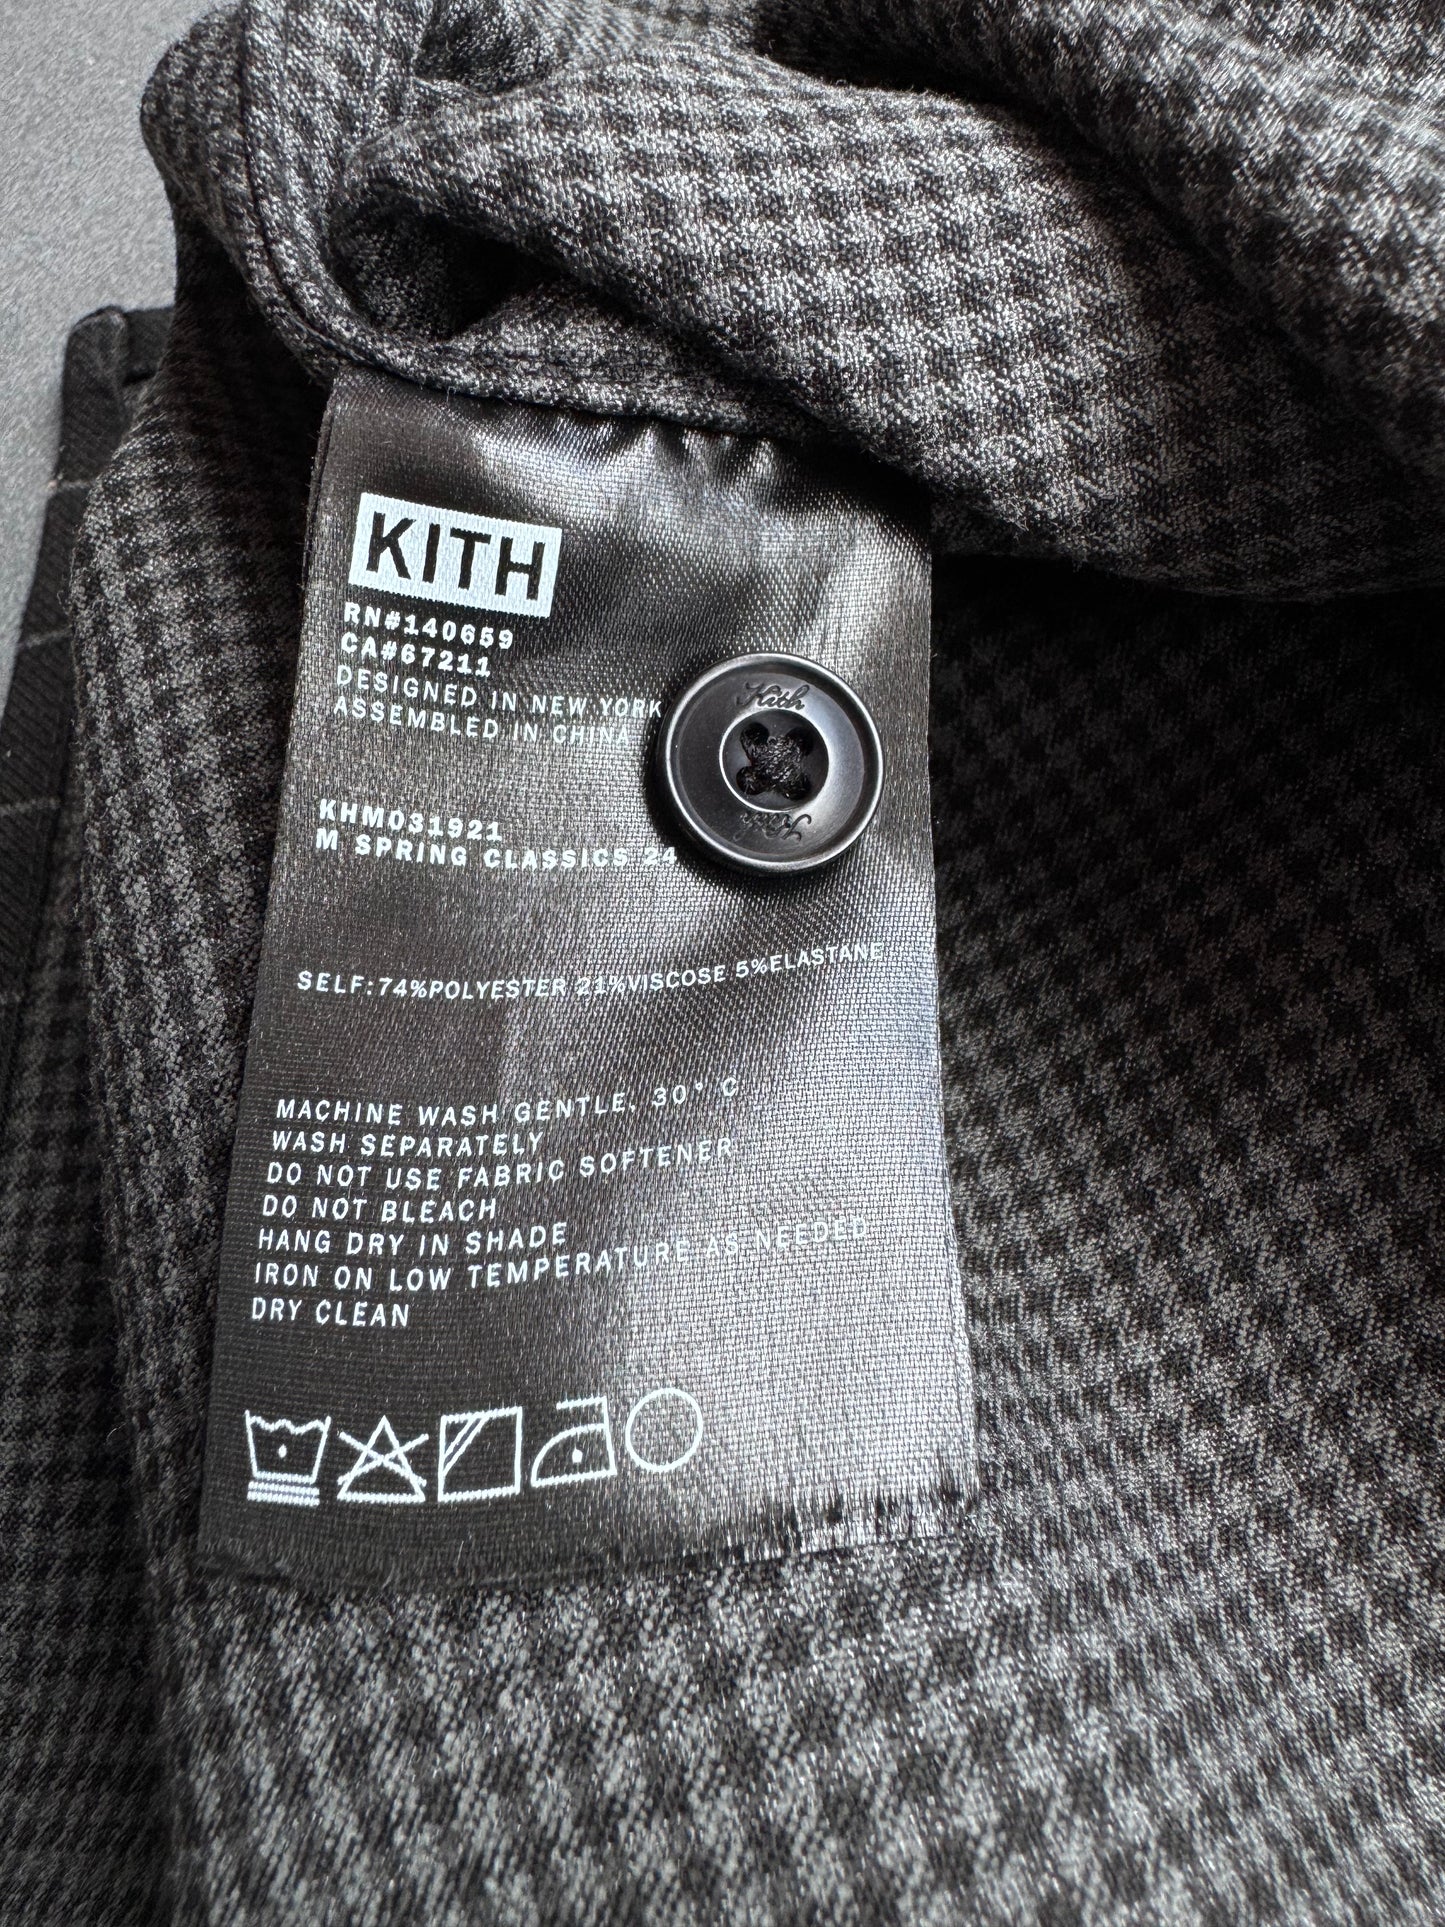 KITH
RN#140659
CA#67211
DESIGNED IN NEW YORK
ASSEMBLED IN CHINA
Kith
Kith
KHM031921
M SPRING CLASSICS 24
SELF:74%POLYESTER 21%VISCOSE 5%ELASTANE
MACHINE WASH GENTLE, 30° C
WASH SEPARATELY
DO NOT USE FABRIC SOFTENER
DO NOT BLEACH
HANG DRY IN SHADE
IRON ON LOW TEMPERATURE AS NEEDED
DRY CLEAN